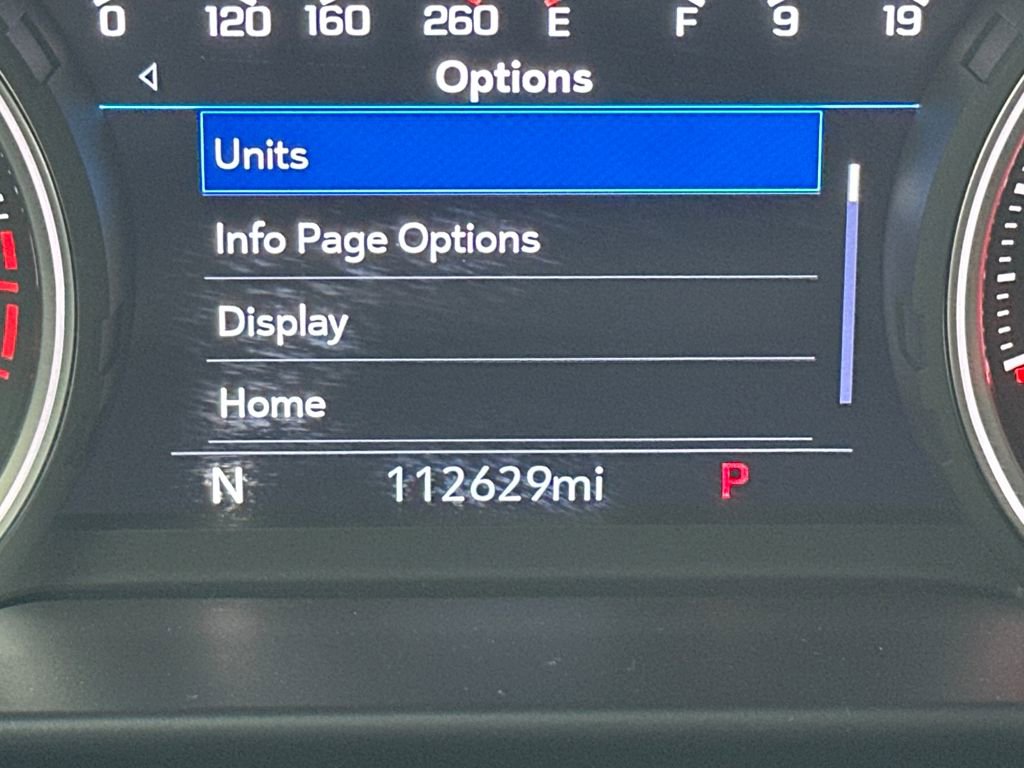 0 120 160 260 E F 9 19
Options
Units
Info Page Options
Display
Home
N 112629mi P